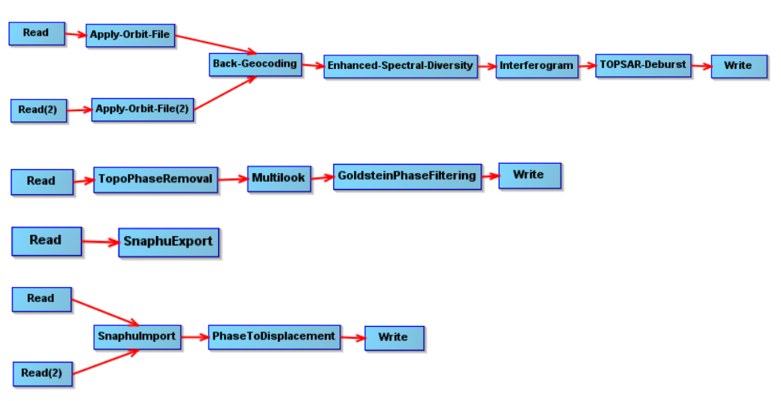 Read
Apply-Orbit-File
Back-Geocoding
Enhanced-Spectral-Diversity
Interferogram
TOPSAR-Deburst
Write
Read(2)
Apply-Orbit-File(2)
Read
TopoPhaseRemoval
Multilook
GoldsteinPhaseFiltering
Write
Read
SnaphuExport
Read
SnaphuImport
PhaseToDisplacement
Write
Read(2)